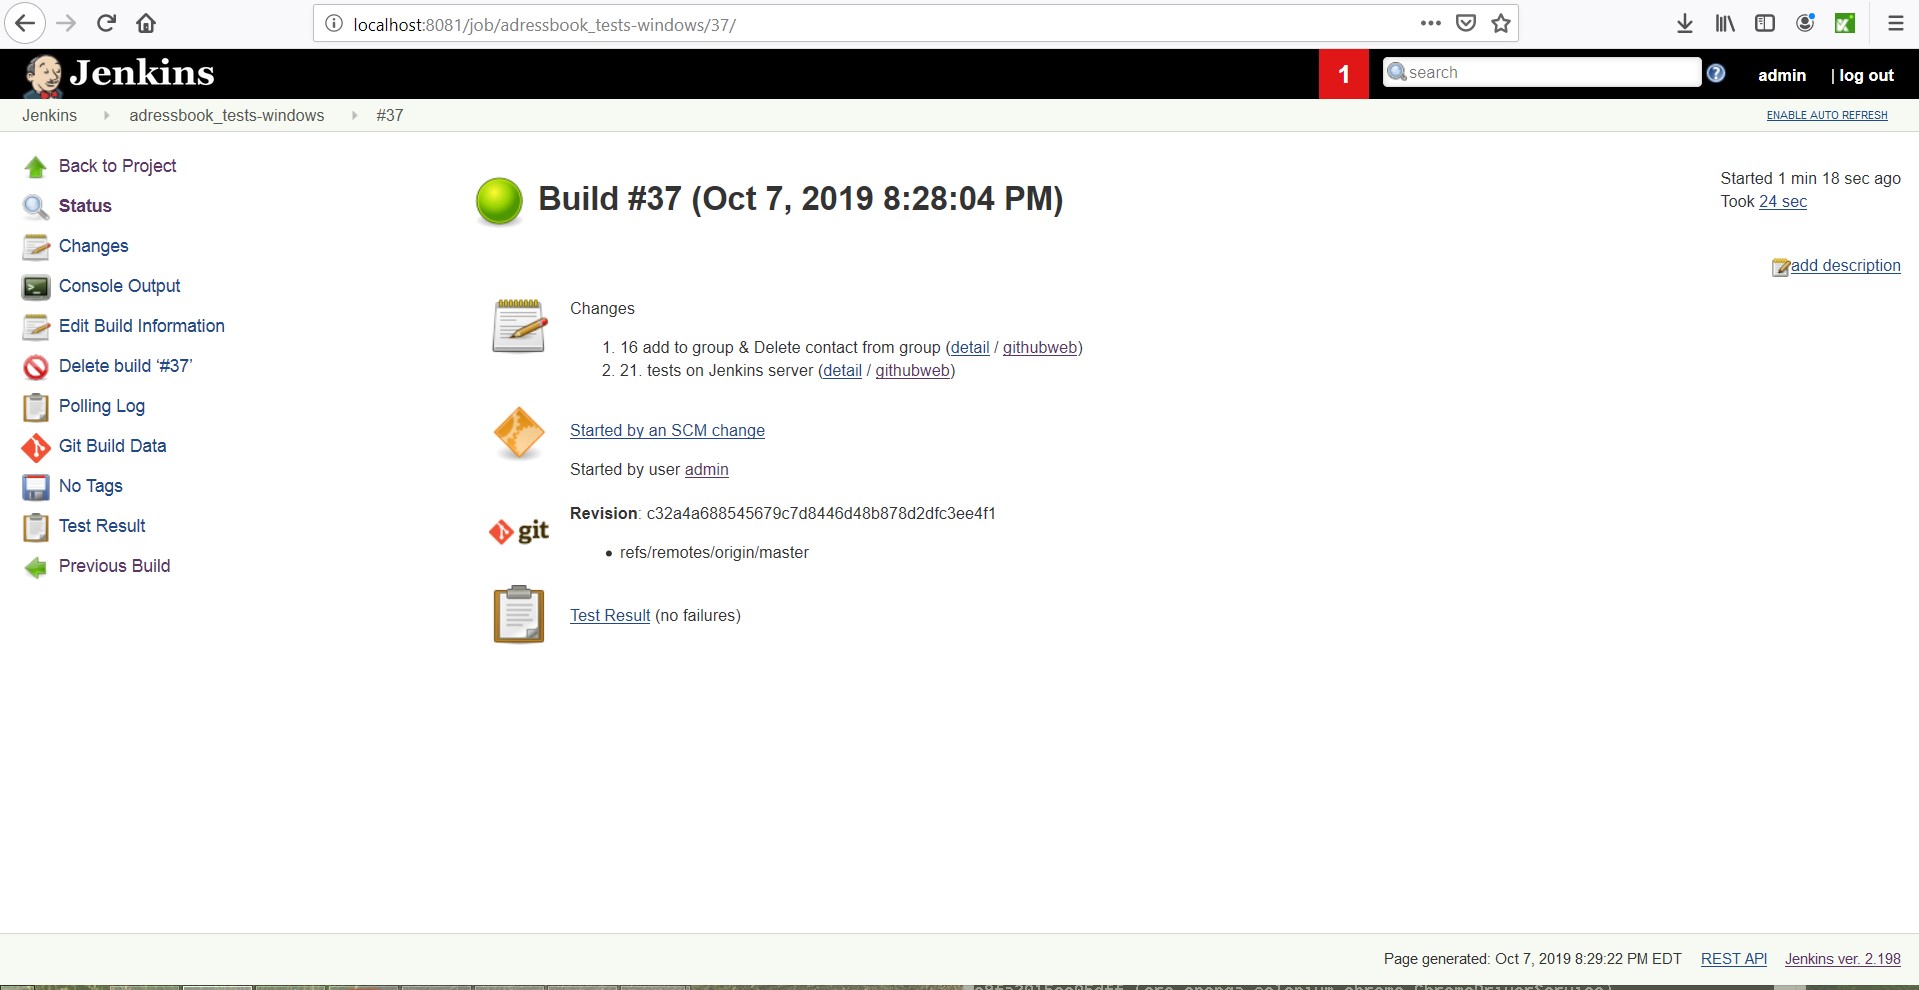 localhost:8081/job/adressbook_tests-windows/37/
Jenkins
1
search
admin
| log out
Jenkins
adressbook_tests-windows
#37
ENABLE AUTO REFRESH
Back to Project
Status
Changes
Console Output
Edit Build Information
Delete build ‘#37’
Polling Log
Git Build Data
No Tags
Test Result
Previous Build
Build #37 (Oct 7, 2019 8:28:04 PM)
Started 1 min 18 sec ago
Took 24 sec
add description
Changes
1. 16 add to group & Delete contact from group (detail / githubweb)
2. 21. tests on Jenkins server (detail / githubweb)
Started by an SCM change
Started by user admin
git
Revision: c32a4a688545679c7d8446d48b878d2dfc3ee4f1
refs/remotes/origin/master
Test Result (no failures)
Page generated: Oct 7, 2019 8:29:22 PM EDT
REST API
Jenkins ver. 2.198